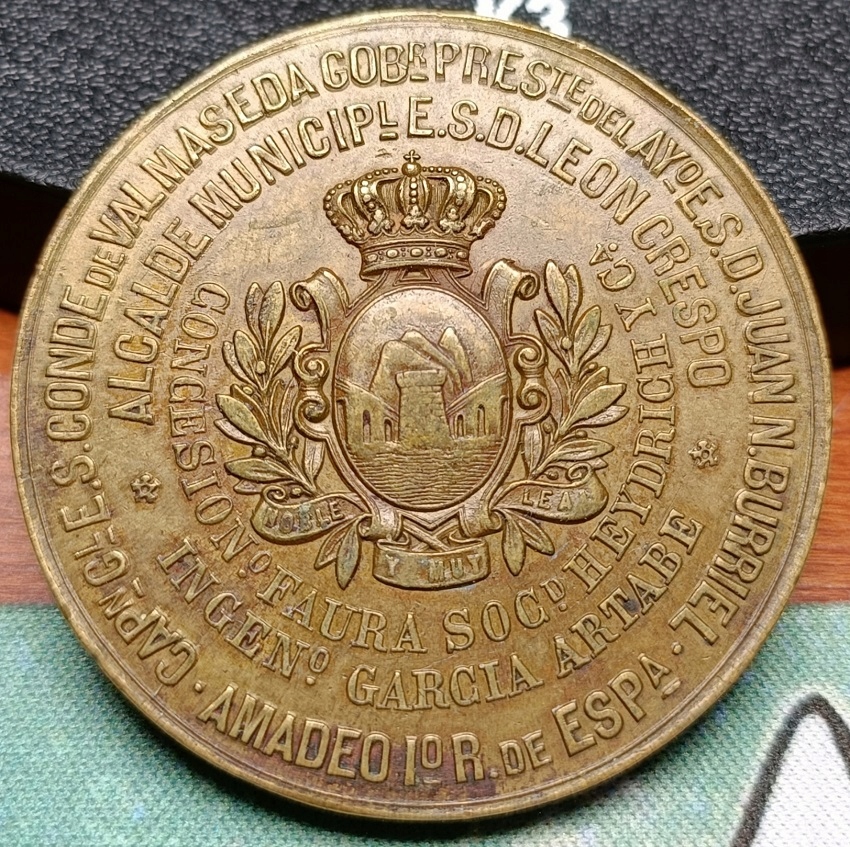 CAPᴺ Gᴸ E.S. CONDE DE VALMASEDA GOBᴿ PRESᵀᴱ DEL AYº E.S.D. JUAN N. BURRIEL
· AMADEO Iº R. DE ESPᴬ ·
ALCALDE MUNICIPᴸ E.S.D. LEON CRESPO
INGENº GARCIA ARTABE
CONCESIONº FAURA SOCᴰ HEYDRICH Y Cᴬ
NOBLE
Y MUY
LEAL